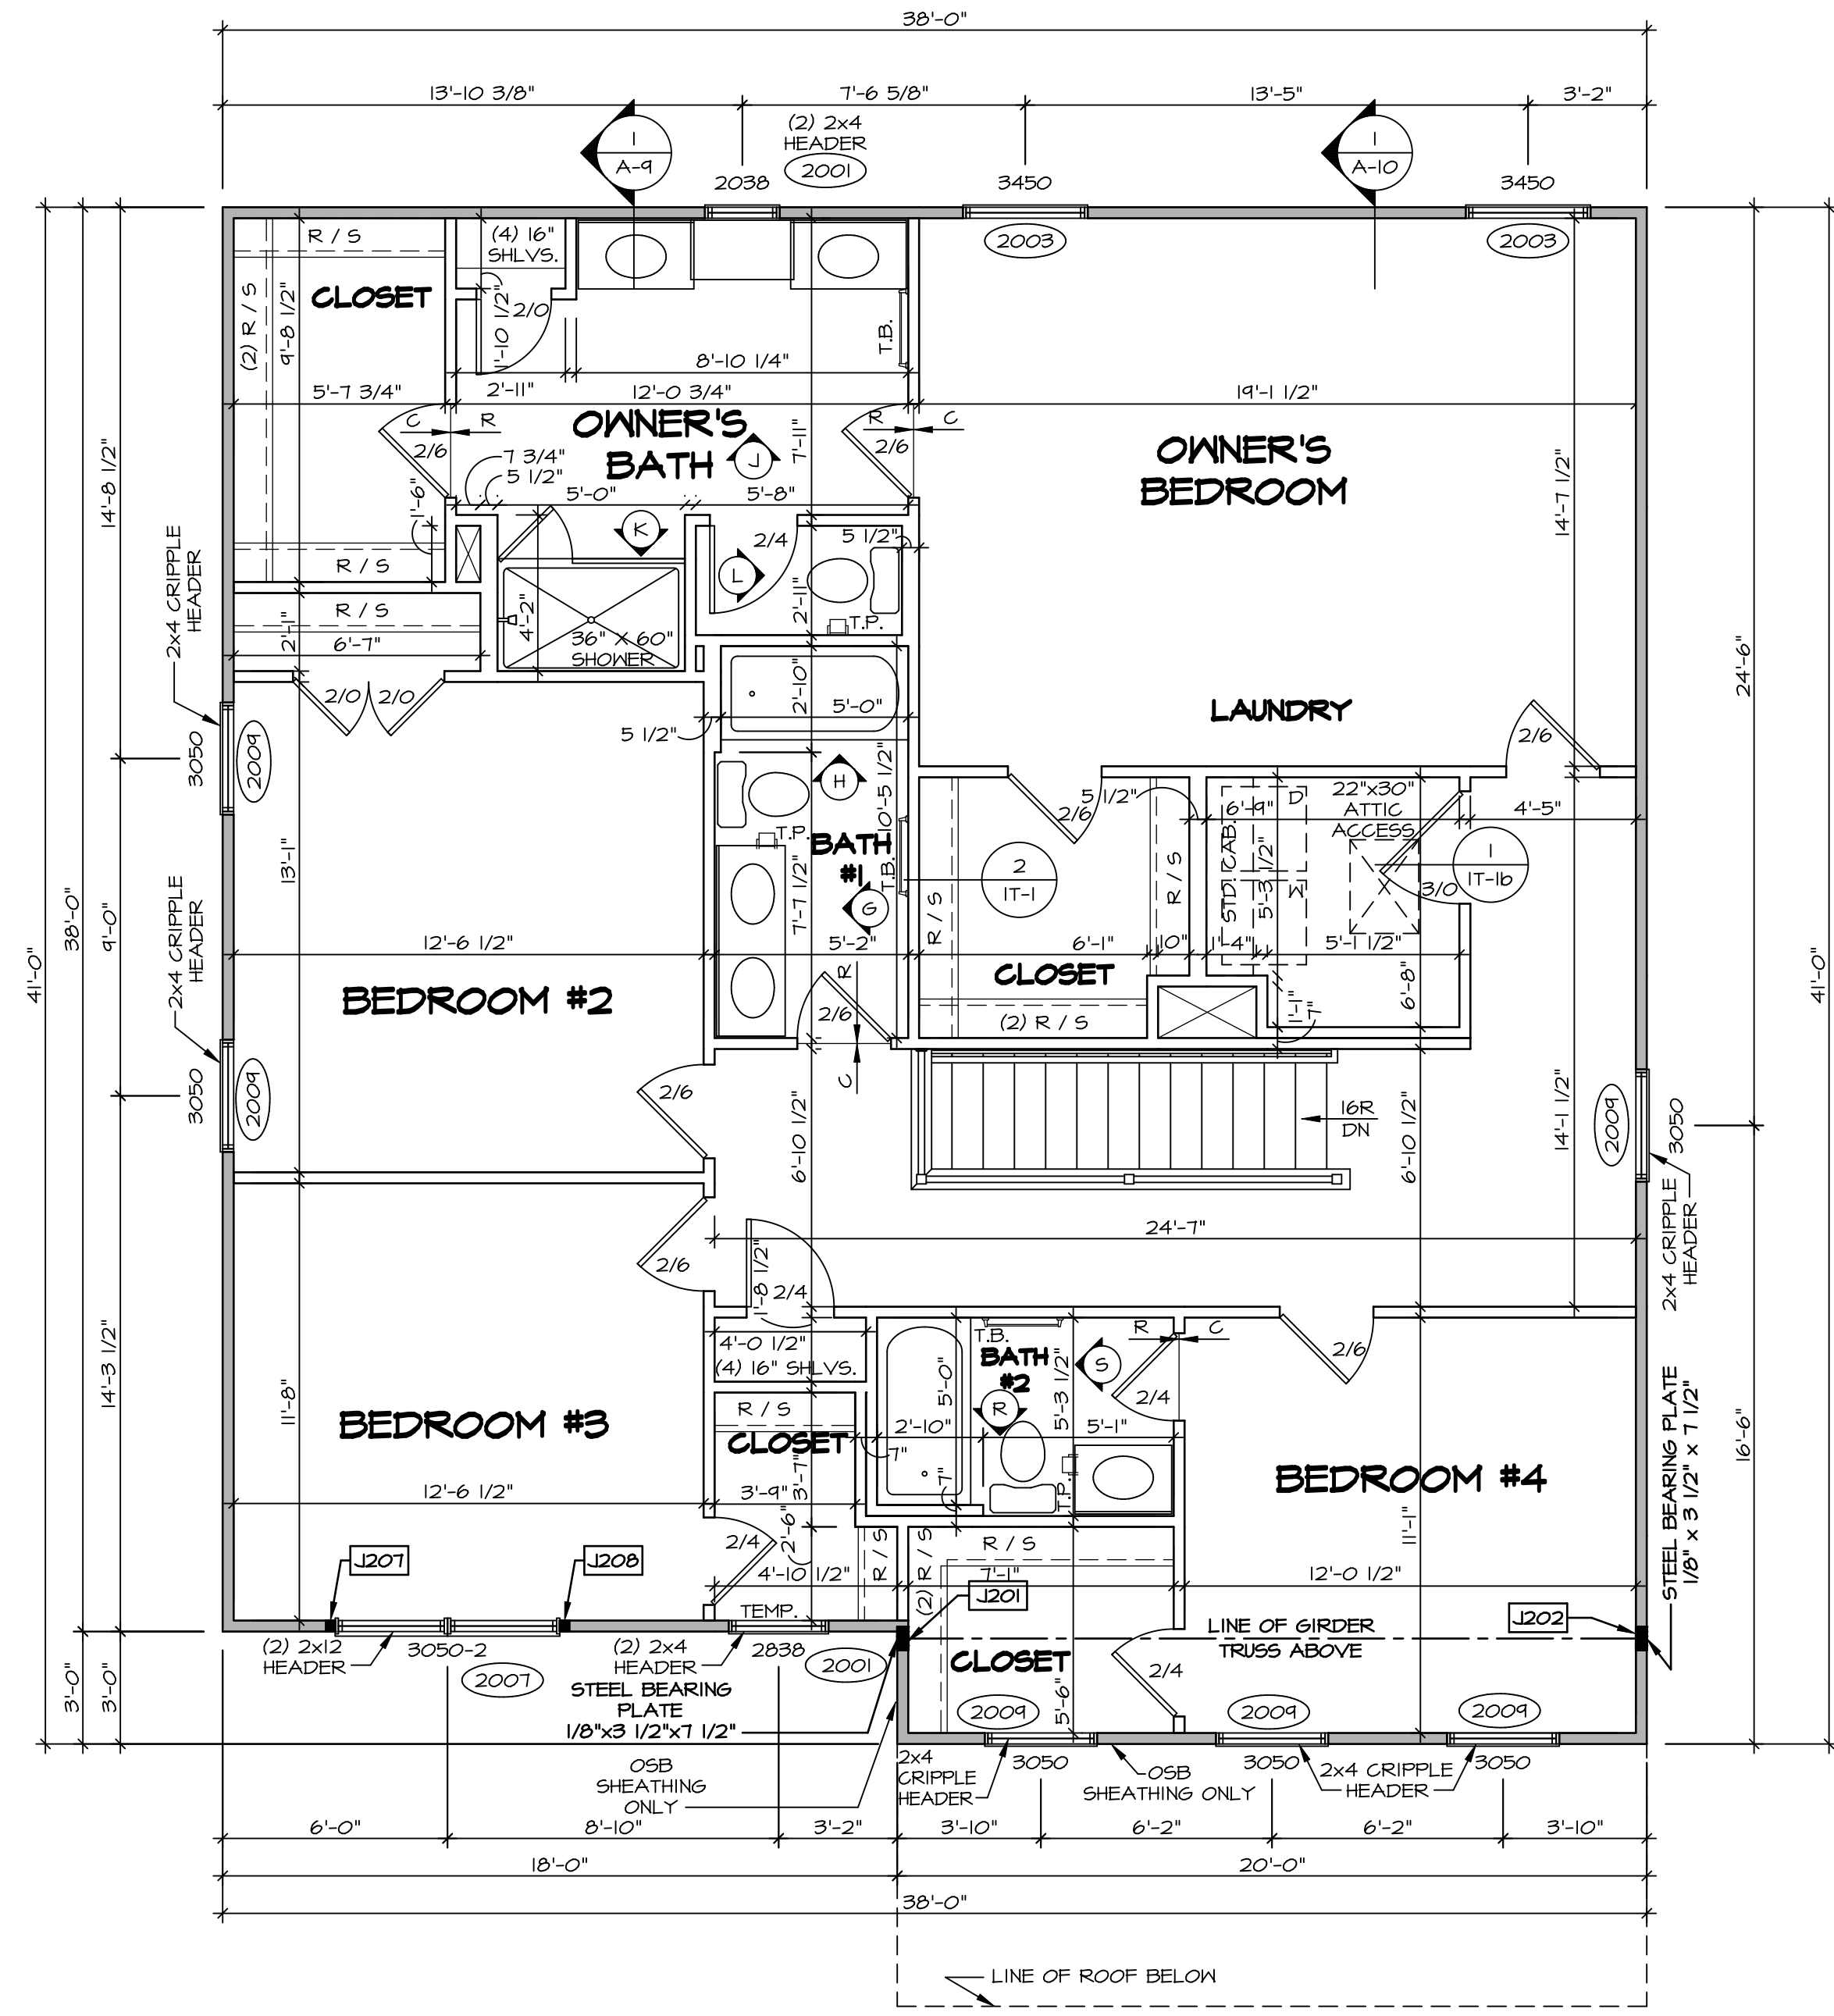 38'-0"
13'-10 3/8"
7'-6 5/8"
13'-5"
3'-2"
(2) 2x4
HEADER
2001
1
A-9
1
A-10
2038
3450
3450
2003
2003
R / S
(4) 16"
SHLVS.
CLOSET
(2) R / S
9'-8 1/2"
1'-10 1/2"
2/0
T.B.
8'-10 1/4"
5'-7 3/4"
2'-11"
12'-0 3/4"
19'-1 1/2"
C
R
R
C
2/6
2/6
OWNER'S
BATH
J
7'-11"
OWNER'S
BEDROOM
14'-7 1/2"
7 3/4"
5 1/2"
5'-0"
5'-8"
1'-6"
K
2/4
5 1/2"
L
R / S
R / S
2'-1"
6'-7"
4'-2"
36" X 60"
SHOWER
2'-11"
T.P.
14'-8 1/2"
2x4 CRIPPLE
HEADER
24'-6"
2/0
2/0
2'-10"
5'-0"
5 1/2"
LAUNDRY
2/6
3050
2009
H
10'-5 1/2"
T.P.
BATH
#1
T.B.
G
7'-7 1/2"
5'-2"
5 1/2"
2/6
6'-9"
D
22"x30"
ATTIC
ACCESS
4'-5"
2
1T-1
R / S
R / S
STD. CAB.
5'-3 1/2"
W
3/0
1
1T-1b
13'-1"
38'-0"
41'-0"
9'-0"
2x4 CRIPPLE
HEADER
41'-0"
12'-6 1/2"
6'-1"
10"
1'-4"
5'-1 1/2"
BEDROOM #2
CLOSET
(2) R / S
R
2/6
C
1'-1"
7"
6'-8"
3050
2009
2/6
16R
DN
6'-10 1/2"
6'-10 1/2"
14'-1 1/2"
2009
3050
2x4 CRIPPLE
HEADER
24'-7"
2/6
1'-8 1/2"
2/4
14'-3 1/2"
11'-8"
4'-0 1/2"
(4) 16" SHLVS.
T.B.
BATH
#2
S
R
C
2/4
2/6
5'-0"
5'-3 1/2"
R
BEDROOM #3
R / S
CLOSET
2'-10"
5'-1"
7"
7"
T.P.
BEDROOM #4
16'-6"
STEEL BEARING PLATE
1/8" x 3 1/2" x 7 1/2"
12'-6 1/2"
3'-9"
3'-7"
2/4
2'-6"
R / S
(2) R / S
R / S
11'-1"
J207
J208
4'-10 1/2"
7'-1"
12'-0 1/2"
J201
J202
TEMP.
LINE OF GIRDER
TRUSS ABOVE
(2) 2x12
HEADER
3050-2
2007
(2) 2x4
HEADER
2838
2001
CLOSET
2/4
3'-0"
3'-0"
STEEL BEARING
PLATE
1/8"x3 1/2"x7 1/2"
5'-6"
2009
2009
2009
OSB
SHEATHING
ONLY
2x4
CRIPPLE
HEADER
3050
OSB
SHEATHING ONLY
3050
2x4 CRIPPLE
HEADER
3050
6'-0"
8'-10"
3'-2"
3'-10"
6'-2"
6'-2"
3'-10"
18'-0"
20'-0"
38'-0"
LINE OF ROOF BELOW